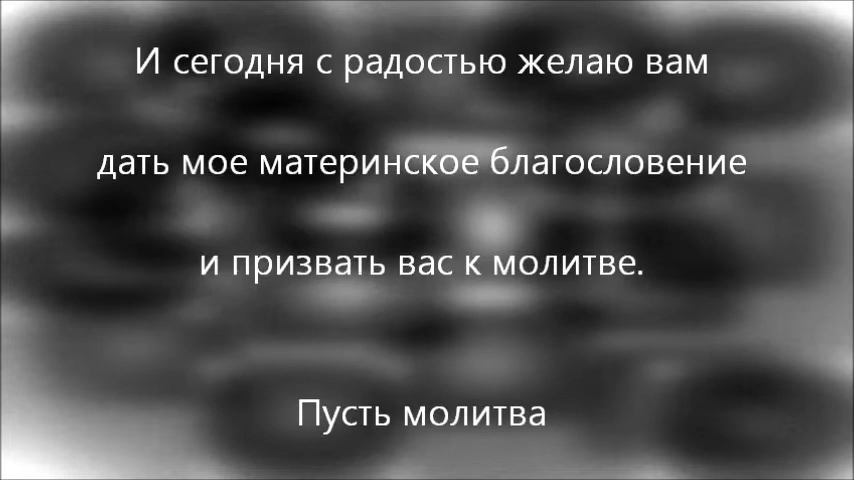 И сегодня с радостью желаю вам
дать мое материнское благословение
и призвать вас к молитве.
Пусть молитва